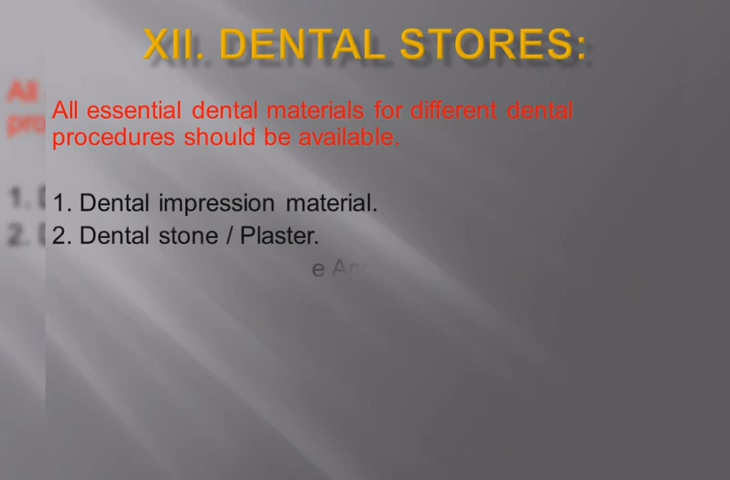 XII. DENTAL STORES:
All essential dental materials for different dental
procedures should be available.
1. Dental impression material.
2. Dental stone / Plaster.